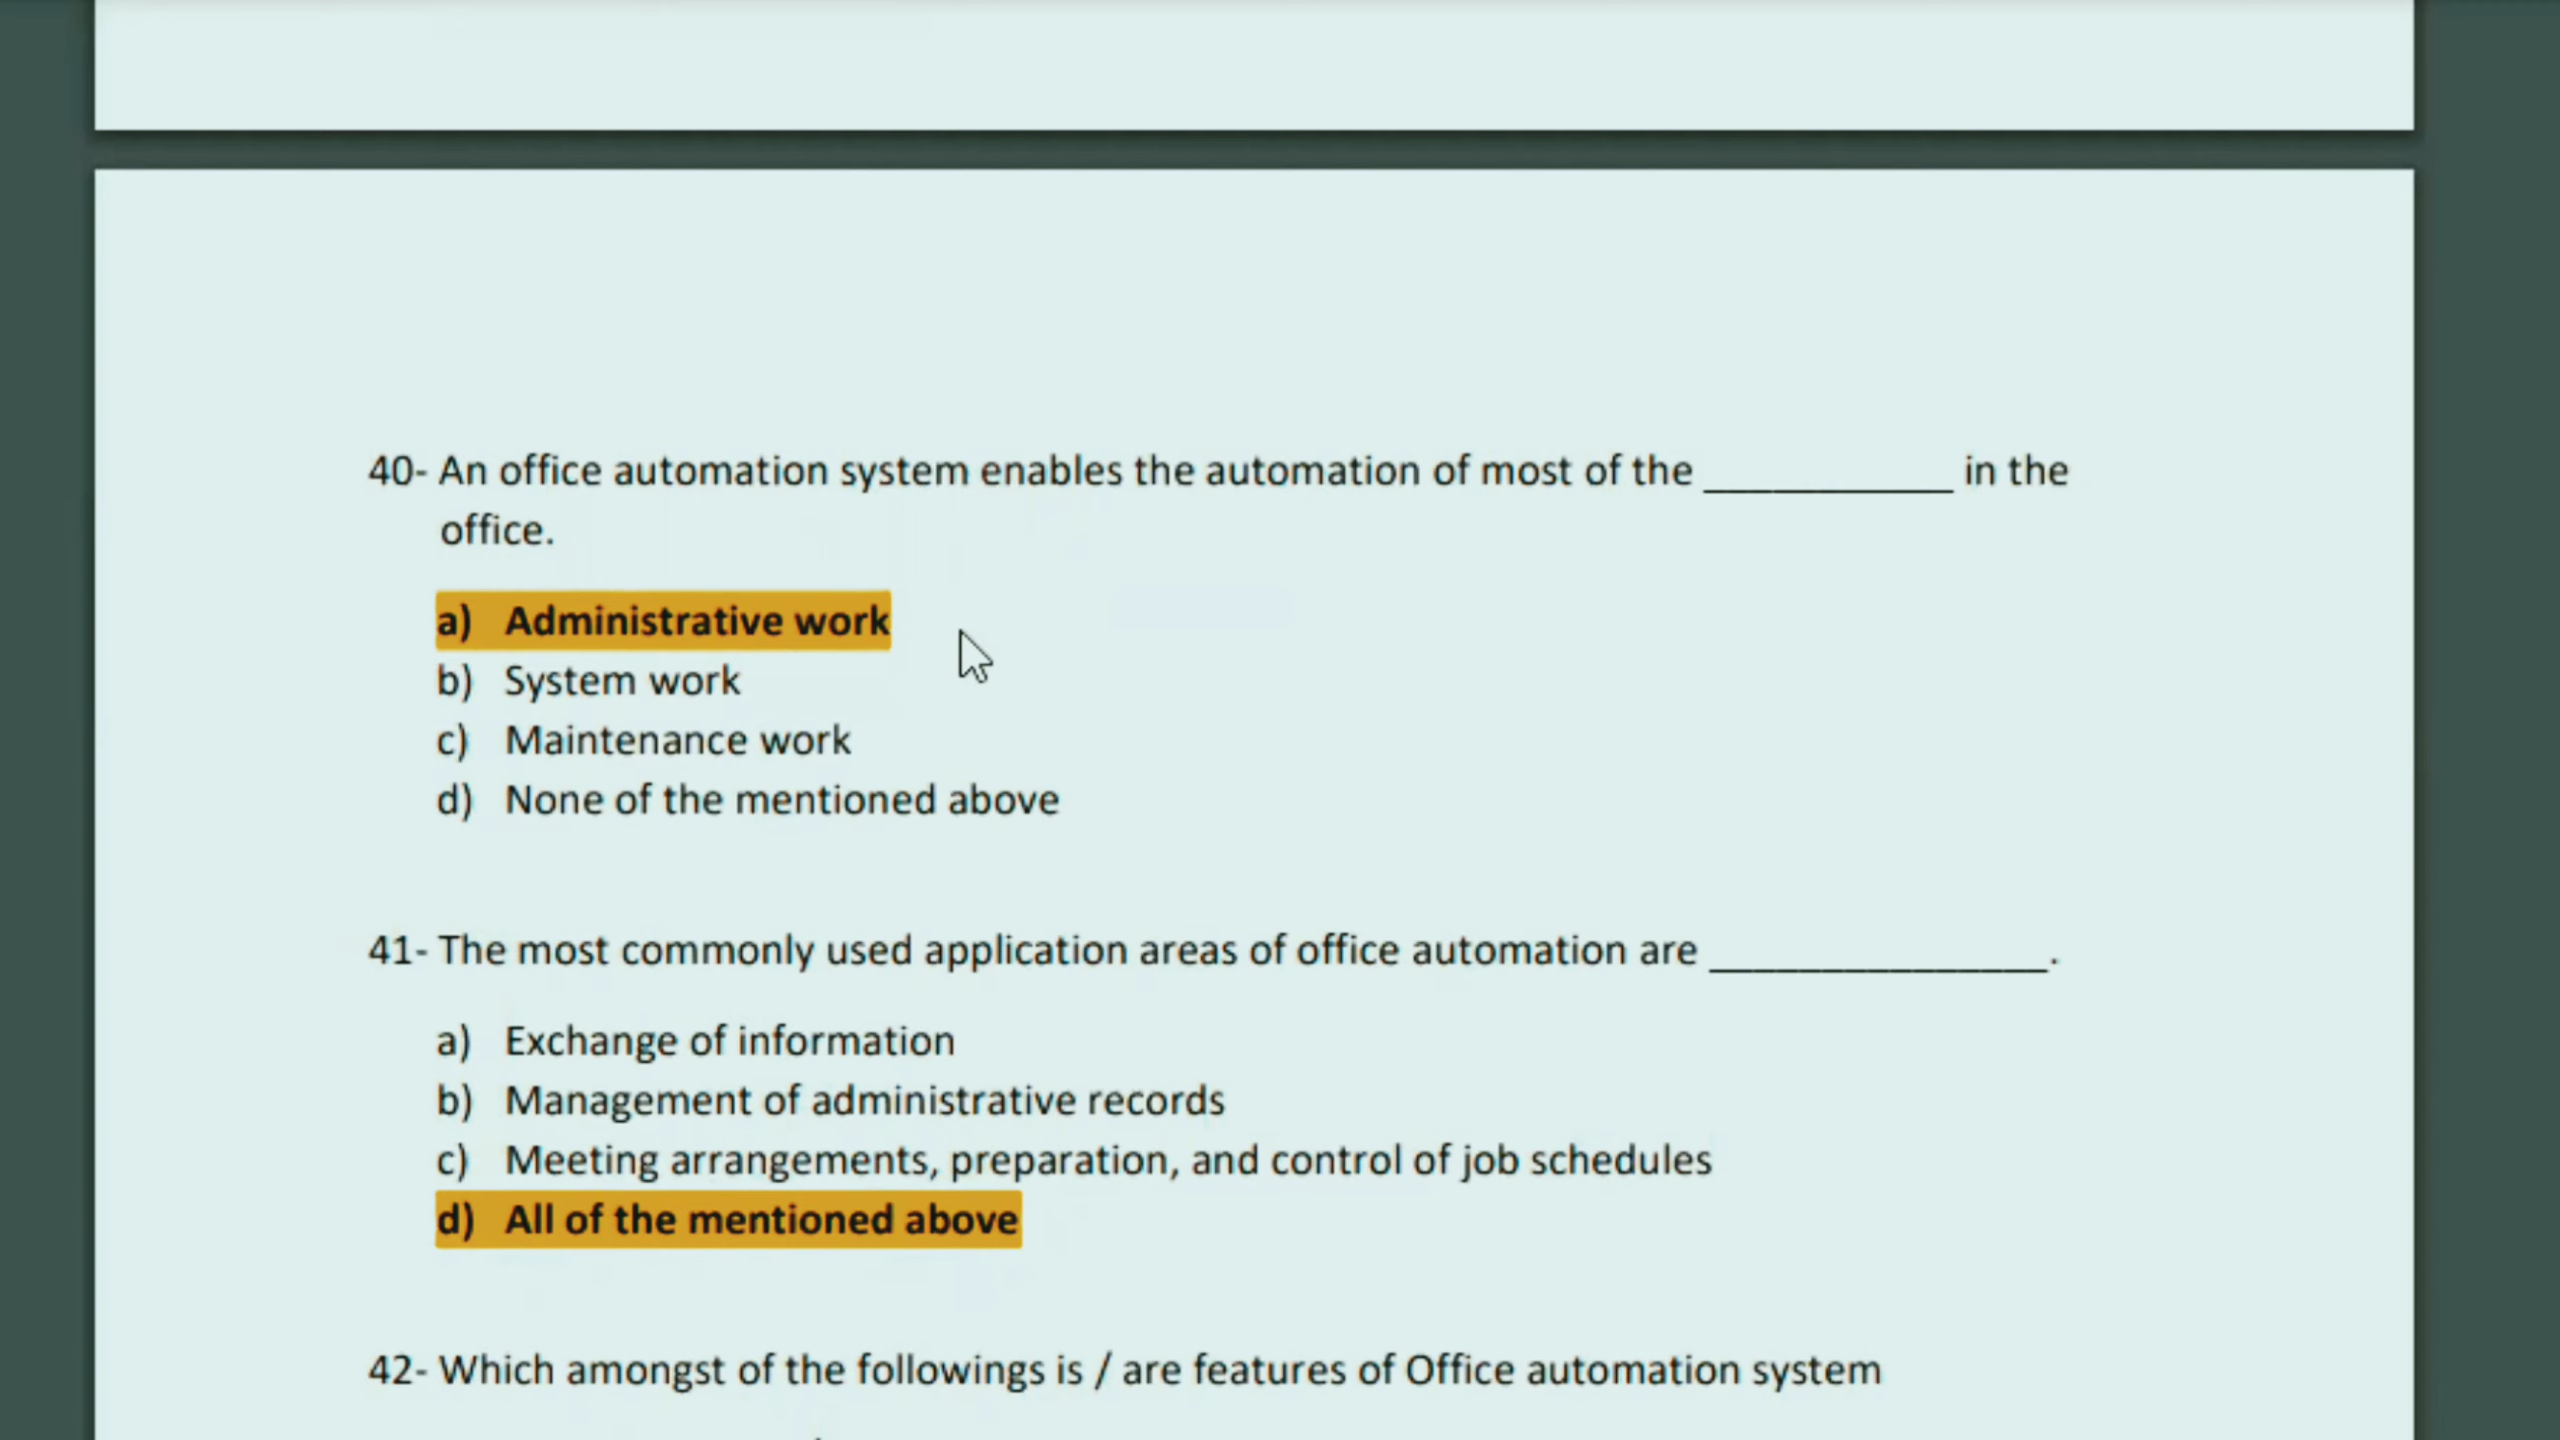 40- An office automation system enables the automation of most of the ___________ in the
office.
a) Administrative work
b) System work
c) Maintenance work
d) None of the mentioned above
41- The most commonly used application areas of office automation are _______________.
a) Exchange of information
b) Management of administrative records
c) Meeting arrangements, preparation, and control of job schedules
d) All of the mentioned above
42- Which amongst of the followings is / are features of Office automation system